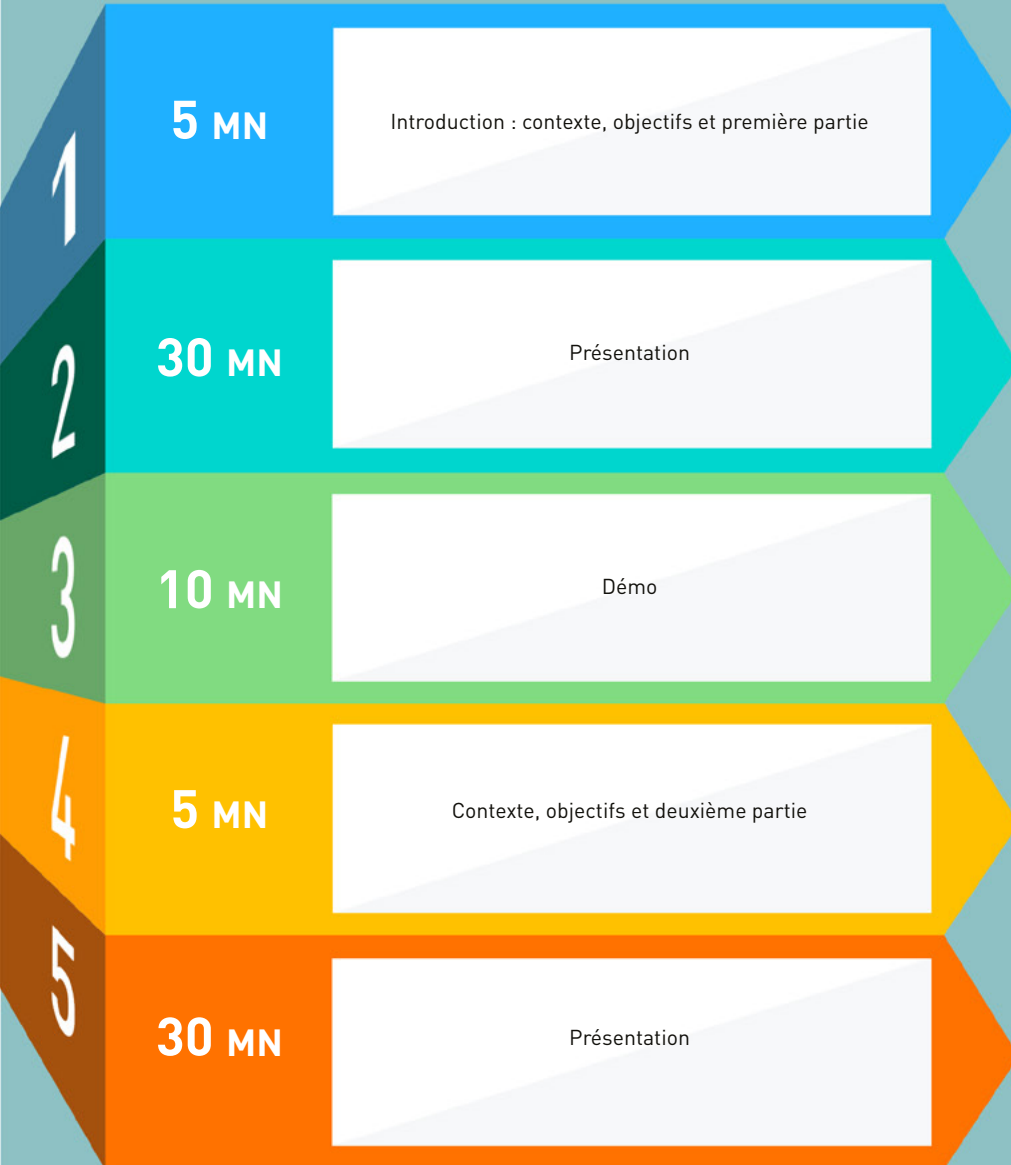 1
5 MN
Introduction : contexte, objectifs et première partie
2
30 MN
Présentation
3
10 MN
Démo
4
5 MN
Contexte, objectifs et deuxième partie
5
30 MN
Présentation